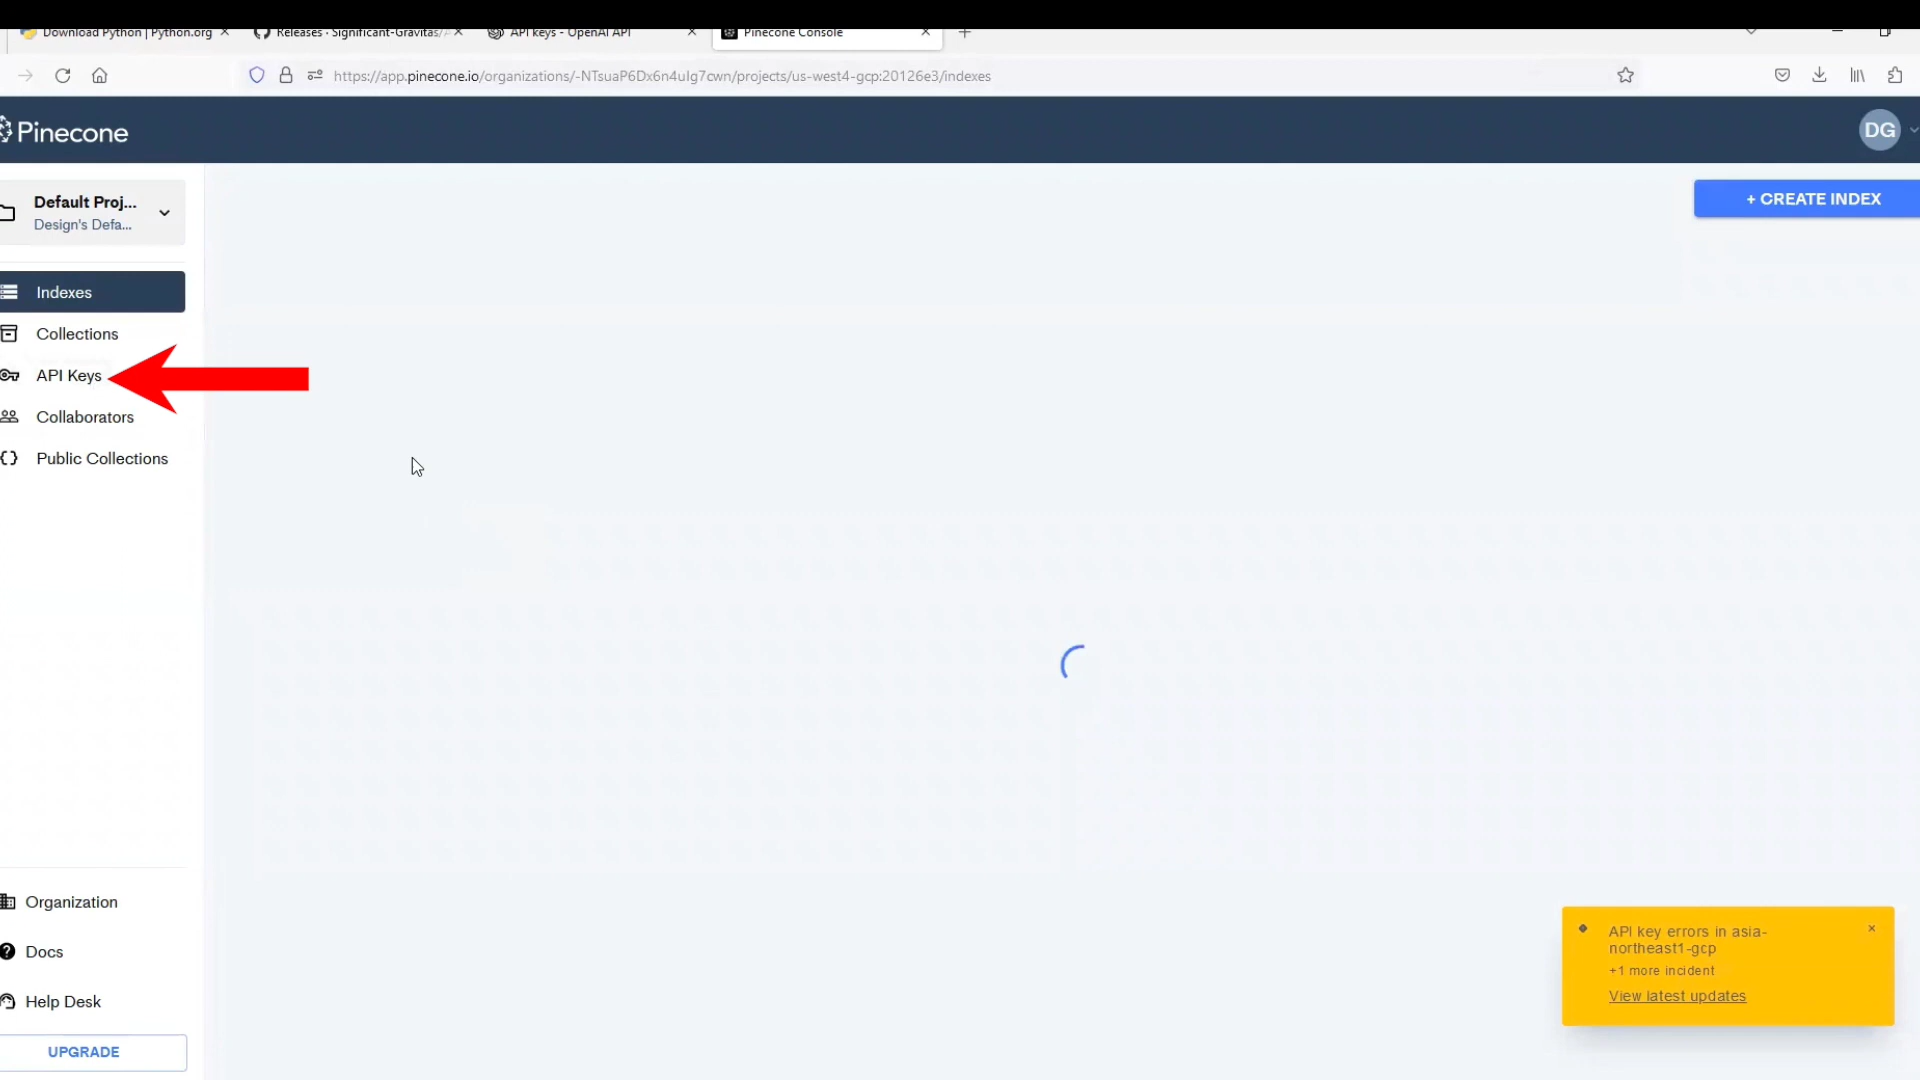 Download Python | Python.org
Releases · Significant-Gravitas/
API keys - OpenAI API
Pinecone Console
https://app.pinecone.io/organizations/-NTsuaP6Dx6n4ulg7cwn/projects/us-west4-gcp:20126e3/indexes
Pinecone
DG
Default Proj...
Design's Defa...
+ CREATE INDEX
Indexes
Collections
API Keys
Collaborators
Public Collections
Organization
Docs
Help Desk
UPGRADE
API key errors in asia-
northeast1-gcp
+1 more incident
View latest updates